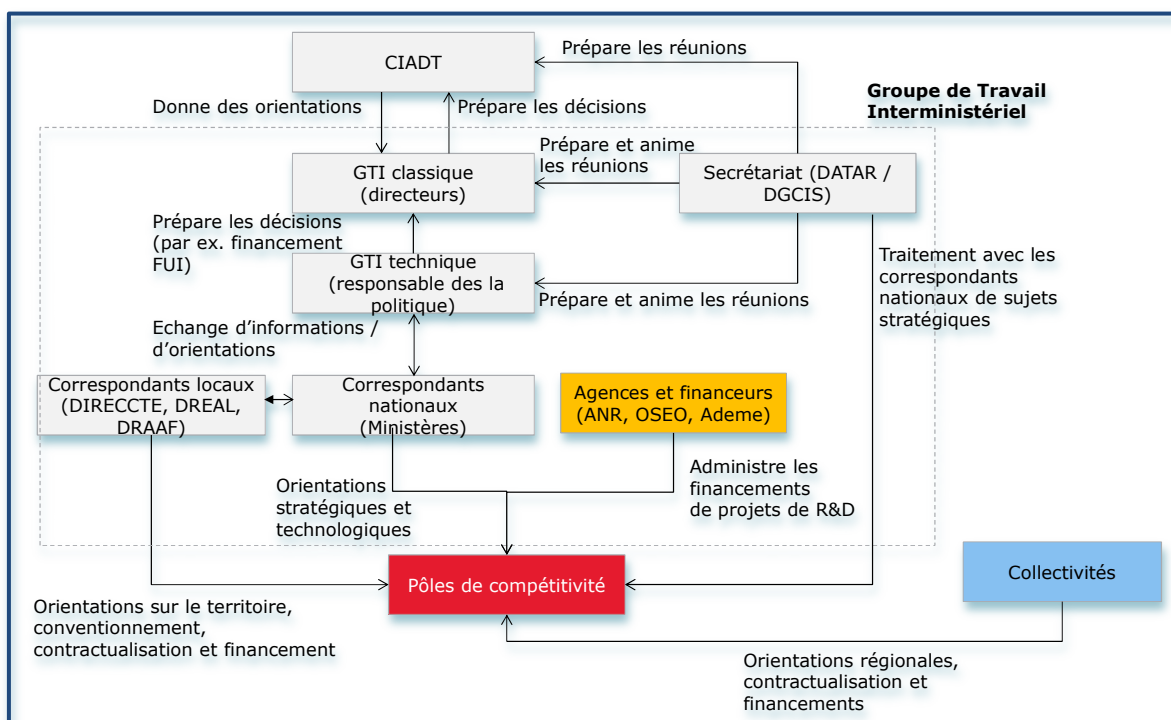 CIADT
Prépare les réunions
Groupe de Travail
Interministériel
Donne des orientations
Prépare les décisions
GTI classique
(directeurs)
Prépare et anime
les réunions
Secrétariat (DATAR /
DGCIS)
Prépare les décisions
(par ex. financement
FUI)
GTI technique
(responsable des la
politique)
Prépare et anime les réunions
Traitement avec les
correspondants
nationaux de sujets
stratégiques
Echange d'informations /
d'orientations
Correspondants locaux
(DIRECCTE, DREAL,
DRAAF)
Correspondants
nationaux
(Ministères)
Agences et financeurs
(ANR, OSEO, Ademe)
Orientations
stratégiques et
technologiques
Administre les
financements
de projets de R&D
Pôles de compétitivité
Collectivités
Orientations sur le territoire,
conventionnement,
contractualisation et financement
Orientations régionales,
contractualisation et
financements